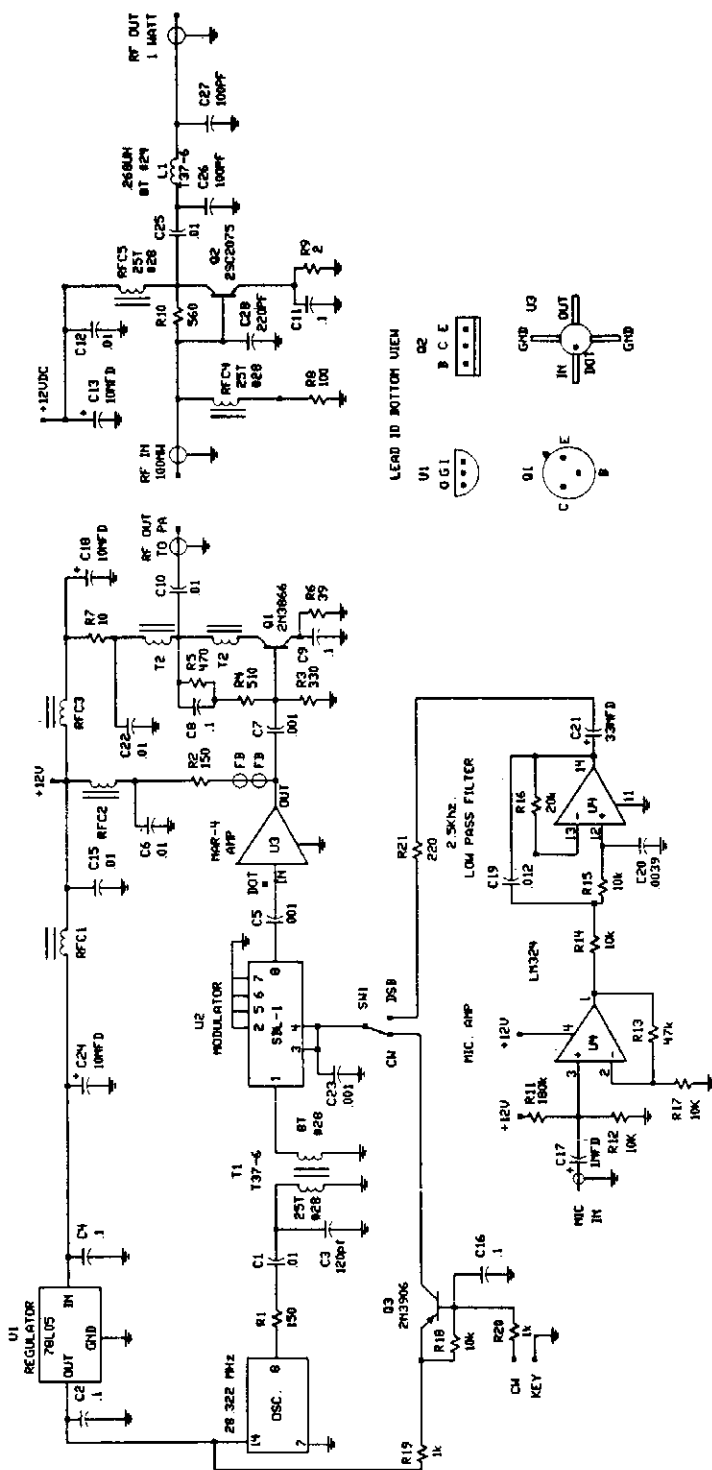 U1
REGULATOR
78L05
OUT
IN
GND
C2
.1
C4
.1
C24
10MFD
RFC1
C15
.01
+12V
RFC2
RFC3
C6
.01
R2
150
FB
FB
C22
.01
R7
10
C18
10MFD
T2
T2
C10
.01
RF OUT
TO PA
R5
470
C8
.1
R4
510
R3
330
Q1
2N3866
C9
.1
R6
39
28.322 MHz
OSC.
14
8
7
R1
150
C1
.01
C3
120pf
T1
T37-6
25T
#28
8T
#28
U2
MODULATOR
SBL-1
1
2 5 6 7
3
4
8
C23
.001
C5
.001
DOT
IN
MAR-4
AMP
U3
OUT
C7
.001
SW1
DSB
CW
Q3
2N3906
R18
10k
R19
1k
R20
1k
C16
.1
CW
KEY
R21
220
MIC
IN
C17
1MFD
+12V
R11
180k
R12
10K
MIC. AMP
+12V
U4
3
2
4
1
R13
47k
R17
10K
LM324
R14
10k
R15
10k
C19
.012
C20
.0039
2.5Khz.
LOW PASS FILTER
R16
20k
13
12
14
11
U4
C21
33MFD
+12VDC
C13
10MFD
C12
.01
RFC5
25T
#28
RF IN
100MW
RFC4
25T
#28
R8
100
R10
560
C28
220PF
Q2
2SC2075
C11
.1
R9
2
C25
.01
.268UH
8T #24
L1
T37-6
C26
100PF
C27
100PF
RF OUT
1 WATT
LEAD ID BOTTOM VIEW
U1
O G I
Q2
B C E
Q1
C
E
B
U3
GND
IN
OUT
DOT
GND